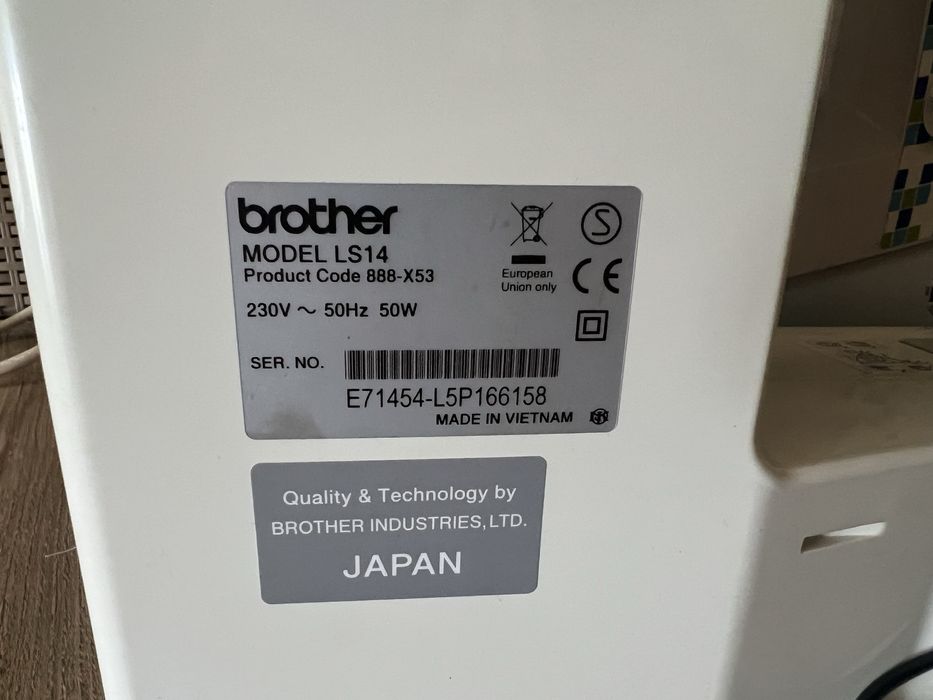 brother
MODEL LS14
Product Code 888-X53
230V ~ 50Hz 50W
European
Union only
S
CE
SER. NO.
E71454-L5P166158
MADE IN VIETNAM
Quality & Technology by
BROTHER INDUSTRIES,LTD.
JAPAN